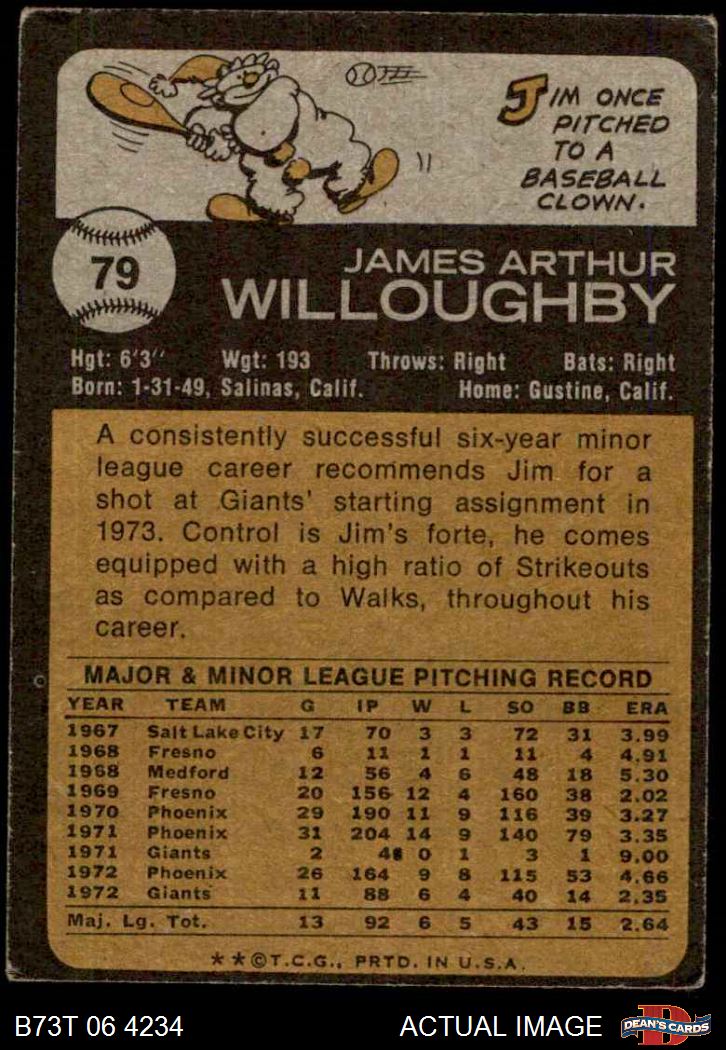 JIM ONCE
PITCHED
TO A
BASEBALL
CLOWN.
79
JAMES ARTHUR
WILLOUGHBY
Hgt: 6'3" Wgt: 193 Throws: Right Bats: Right
Born: 1-31-49, Salinas, Calif. Home: Gustine, Calif.
A consistently successful six-year minor
league career recommends Jim for a
shot at Giants' starting assignment in
1973. Control is Jim's forte, he comes
equipped with a high ratio of Strikeouts
as compared to Walks, throughout his
career.
MAJOR & MINOR LEAGUE PITCHING RECORD
YEAR TEAM G IP W L SO BB ERA
1967 Salt Lake City 17 70 3 3 72 31 3.99
1968 Fresno 6 11 1 1 11 4 4.91
1968 Medford 12 56 4 6 48 18 5.30
1969 Fresno 20 156 12 4 160 38 2.02
1970 Phoenix 29 190 11 9 116 39 3.27
1971 Phoenix 31 204 14 9 140 79 3.35
1971 Giants 2 4 0 1 3 1 9.00
1972 Phoenix 26 164 9 8 115 53 4.66
1972 Giants 11 88 6 4 40 14 2.35
Maj. Lg. Tot. 13 92 6 5 43 15 2.64
**©T.C.G., PRTD. IN U.S.A.
B73T 06 4234 ACTUAL IMAGE DEAN'S CARDS